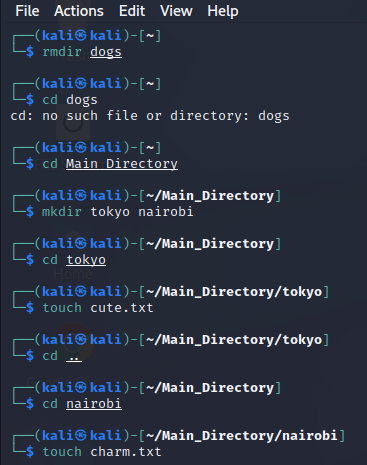 File Actions Edit View Help
┌──(kali㉿kali)-[~]
└─$ rmdir dogs
┌──(kali㉿kali)-[~]
└─$ cd dogs
cd: no such file or directory: dogs
┌──(kali㉿kali)-[~]
└─$ cd Main_Directory
┌──(kali㉿kali)-[~/Main_Directory]
└─$ mkdir tokyo nairobi
┌──(kali㉿kali)-[~/Main_Directory]
└─$ cd tokyo
┌──(kali㉿kali)-[~/Main_Directory/tokyo]
└─$ touch cute.txt
┌──(kali㉿kali)-[~/Main_Directory/tokyo]
└─$ cd ..
┌──(kali㉿kali)-[~/Main_Directory]
└─$ cd nairobi
┌──(kali㉿kali)-[~/Main_Directory/nairobi]
└─$ touch charm.txt
Home